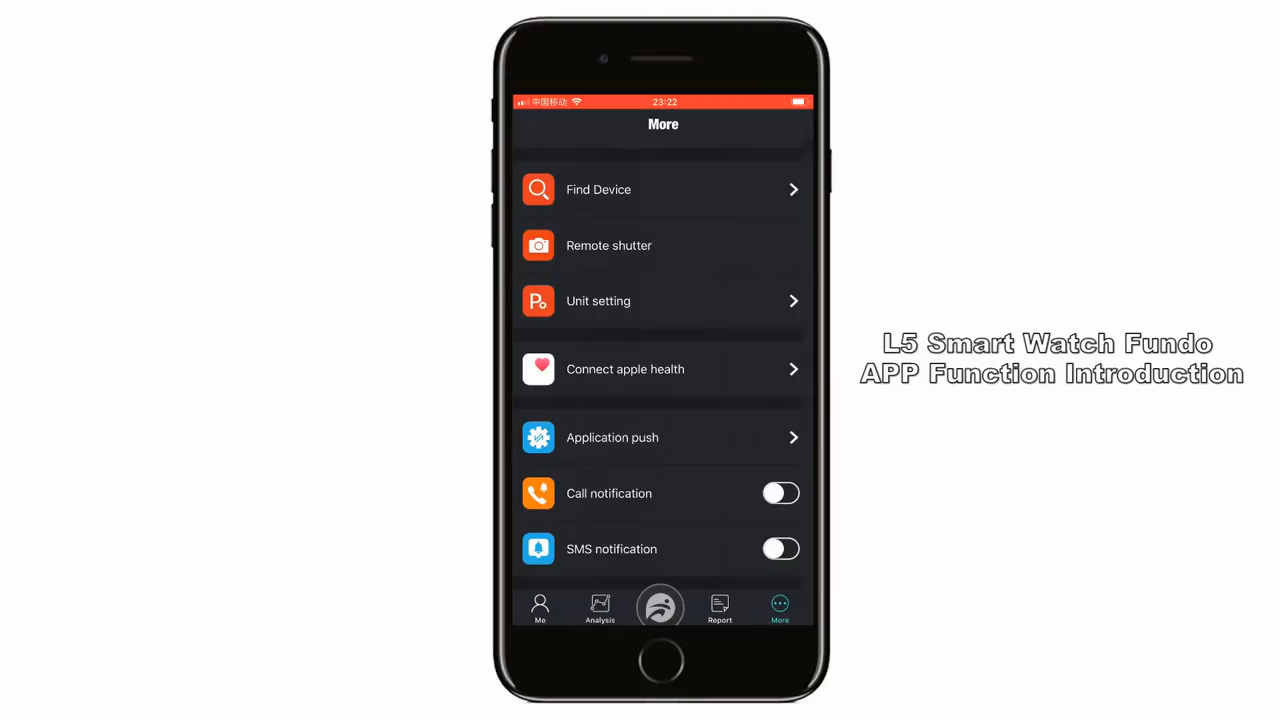 中国移动 23:22
More
Find Device
Remote shutter
Unit setting
Connect apple health
Application push
Call notification
SMS notification
Me Analysis Report More
L5 Smart Watch Fundo
APP Function Introduction